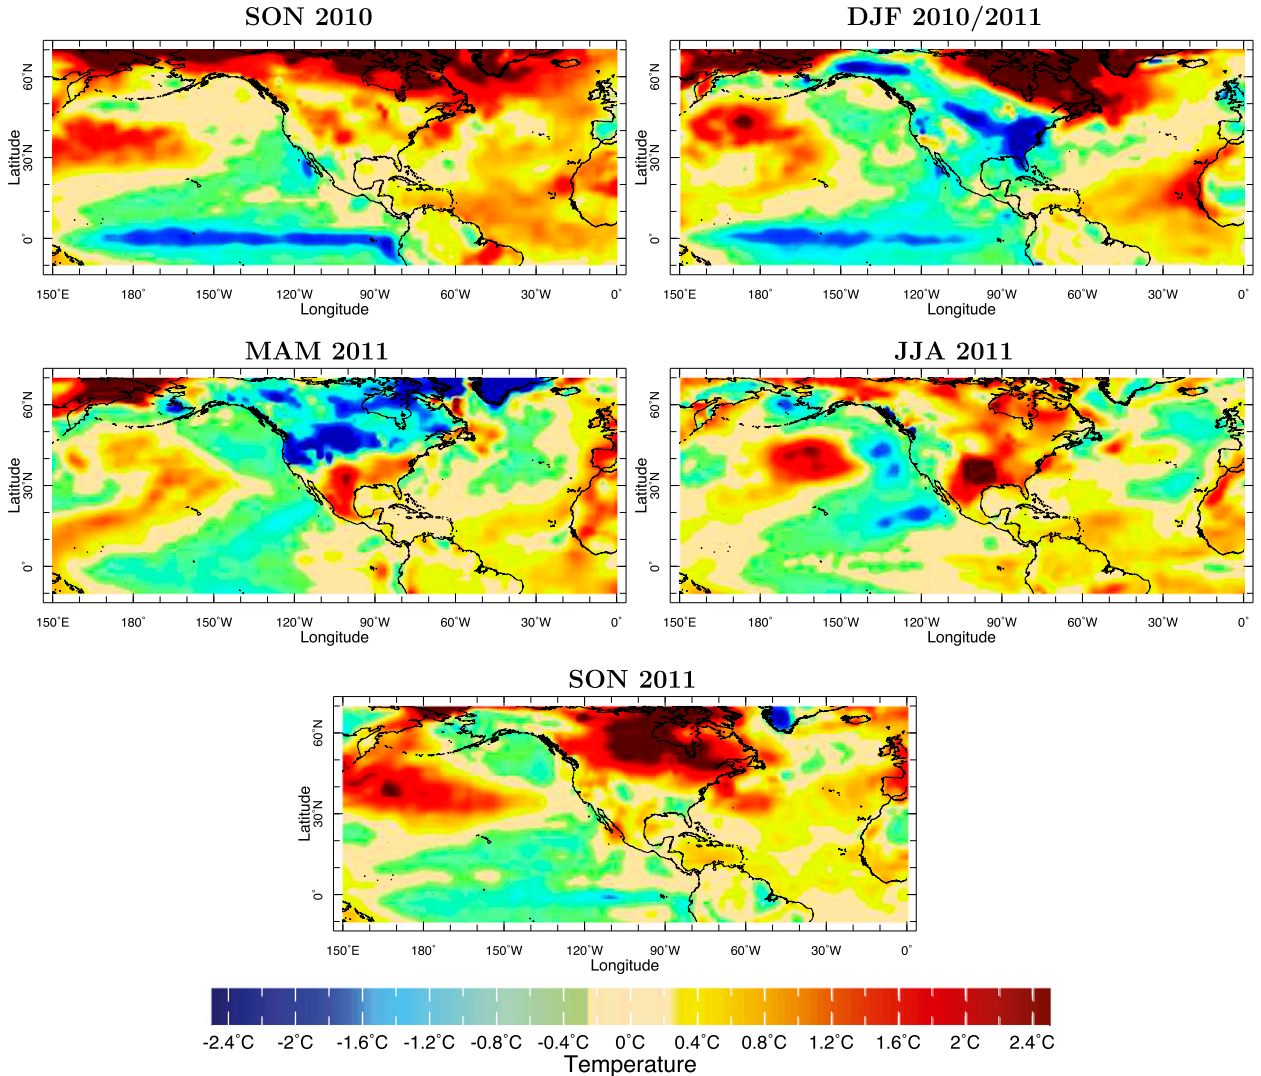 SON 2010
DJF 2010/2011
60°N
30°N
0°
Latitude
150°E 180° 150°W 120°W 90°W 60°W 30°W 0°
Longitude
60°N
30°N
0°
Latitude
150°E 180° 150°W 120°W 90°W 60°W 30°W 0°
Longitude
MAM 2011
JJA 2011
60°N
30°N
0°
Latitude
150°E 180° 150°W 120°W 90°W 60°W 30°W 0°
Longitude
60°N
30°N
0°
Latitude
150°E 180° 150°W 120°W 90°W 60°W 30°W 0°
Longitude
SON 2011
60°N
30°N
0°
Latitude
150°E 180° 150°W 120°W 90°W 60°W 30°W 0°
Longitude
-2.4°C -2°C -1.6°C -1.2°C -0.8°C -0.4°C 0°C 0.4°C 0.8°C 1.2°C 1.6°C 2°C 2.4°C
Temperature